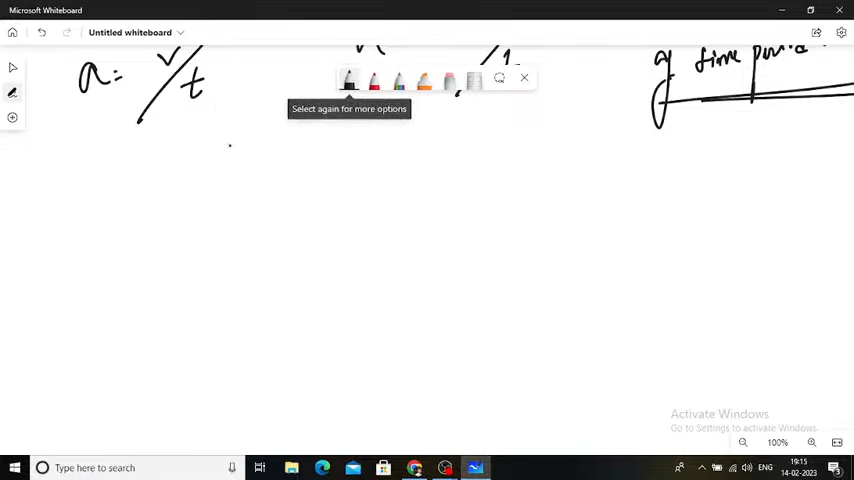 Microsoft Whiteboard
Untitled whiteboard
a = v/t
time period
Select again for more options
Activate Windows
Go to Settings to activate Windows.
100%
Type here to search
ENG
19:15
14-02-2023
3